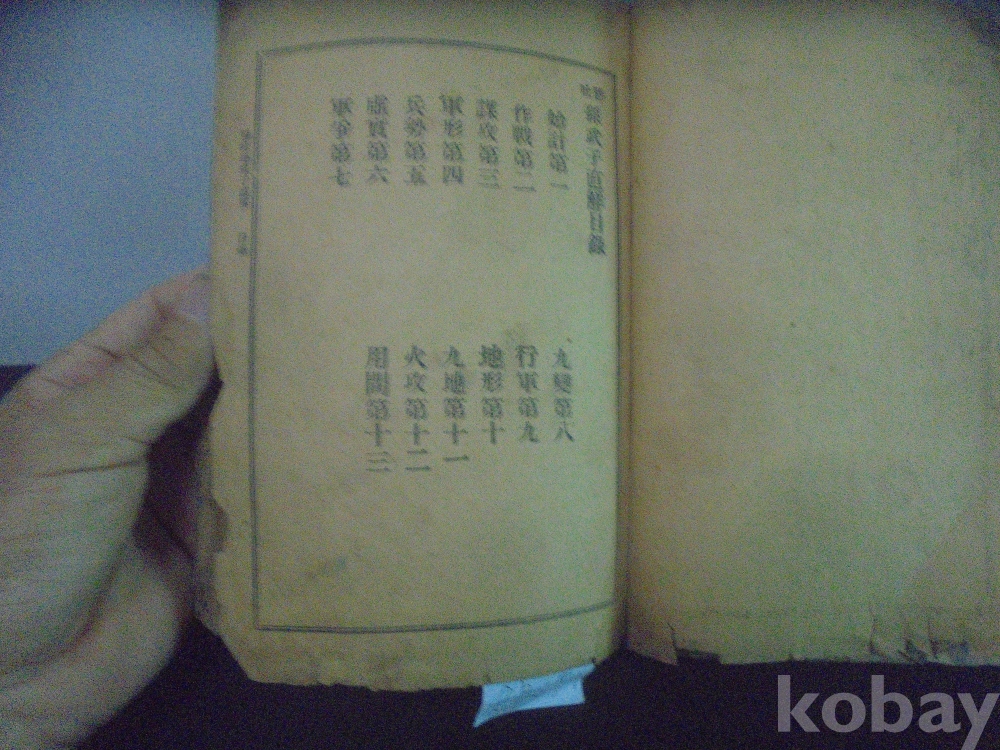 孫武子直解目錄
始計第一
作戰第二
謀攻第三
軍形第四
兵勢第五
虛實第六
軍爭第七
九變第八
行軍第九
地形第十
九地第十一
火攻第十二
用間第十三
kobay